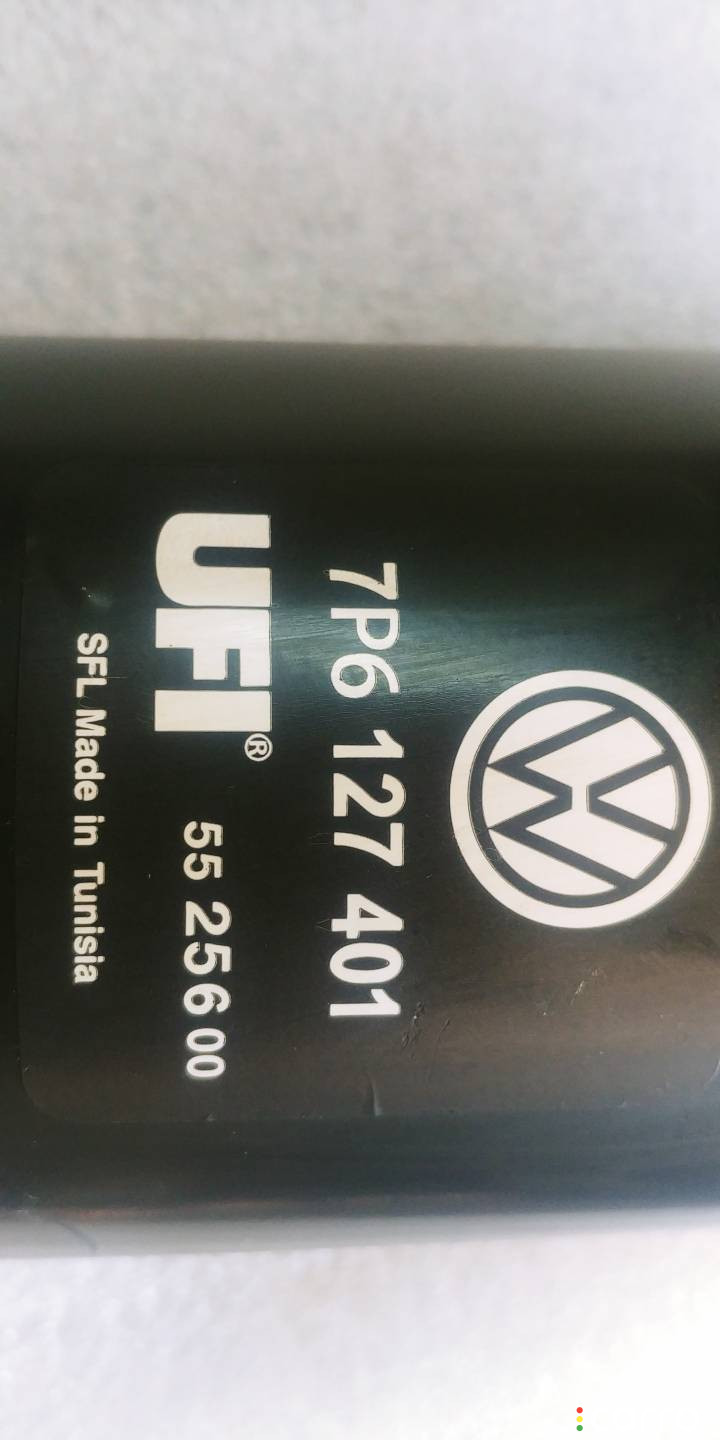 7P6 127 401
UFI® 55 256 00
SFL Made in Tunisia